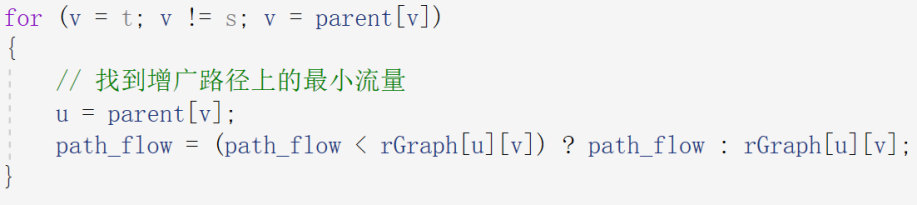 for (v = t; v != s; v = parent[v])
{
// 找到增广路径上的最小流量
u = parent[v];
path_flow = (path_flow < rGraph[u][v]) ? path_flow : rGraph[u][v];
}